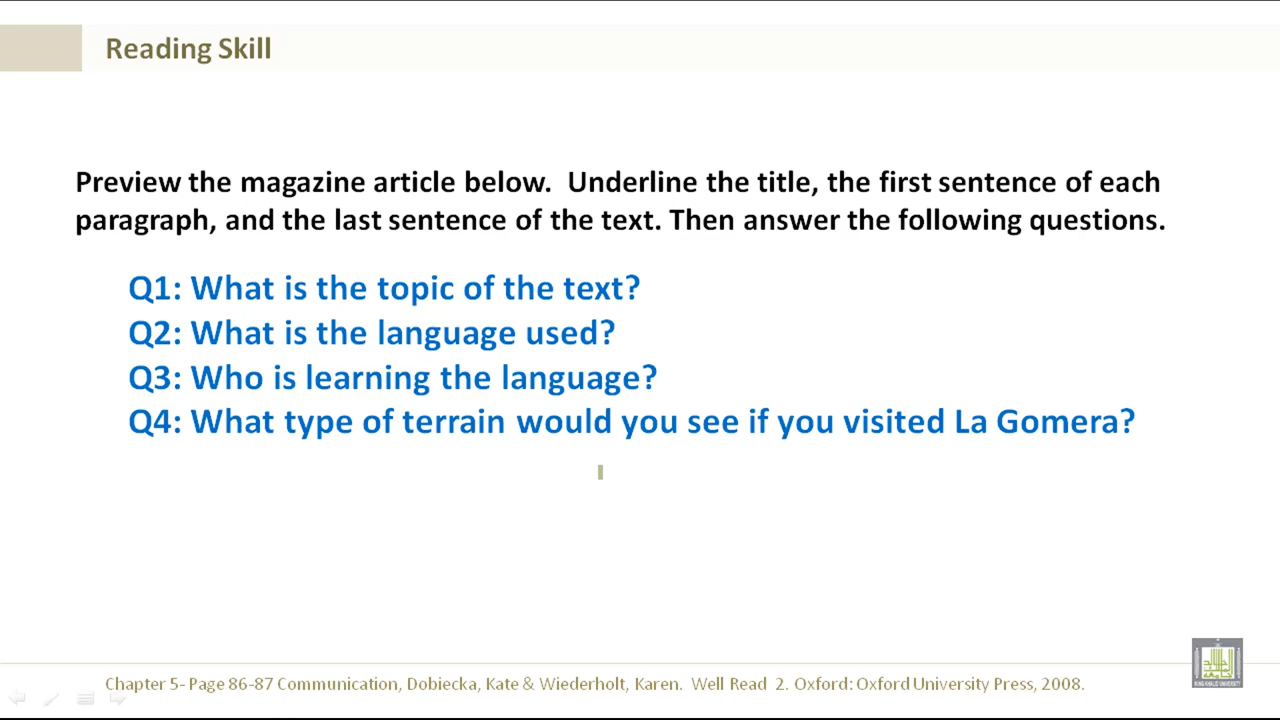 Reading Skill
Preview the magazine article below.  Underline the title, the first sentence of each
paragraph, and the last sentence of the text. Then answer the following questions.
Q1: What is the topic of the text?
Q2: What is the language used?
Q3: Who is learning the language?
Q4: What type of terrain would you see if you visited La Gomera?
Chapter 5- Page 86-87 Communication, Dobiecka, Kate & Wiederholt, Karen.  Well Read  2. Oxford: Oxford University Press, 2008.
KING KHALID UNIVERSITY